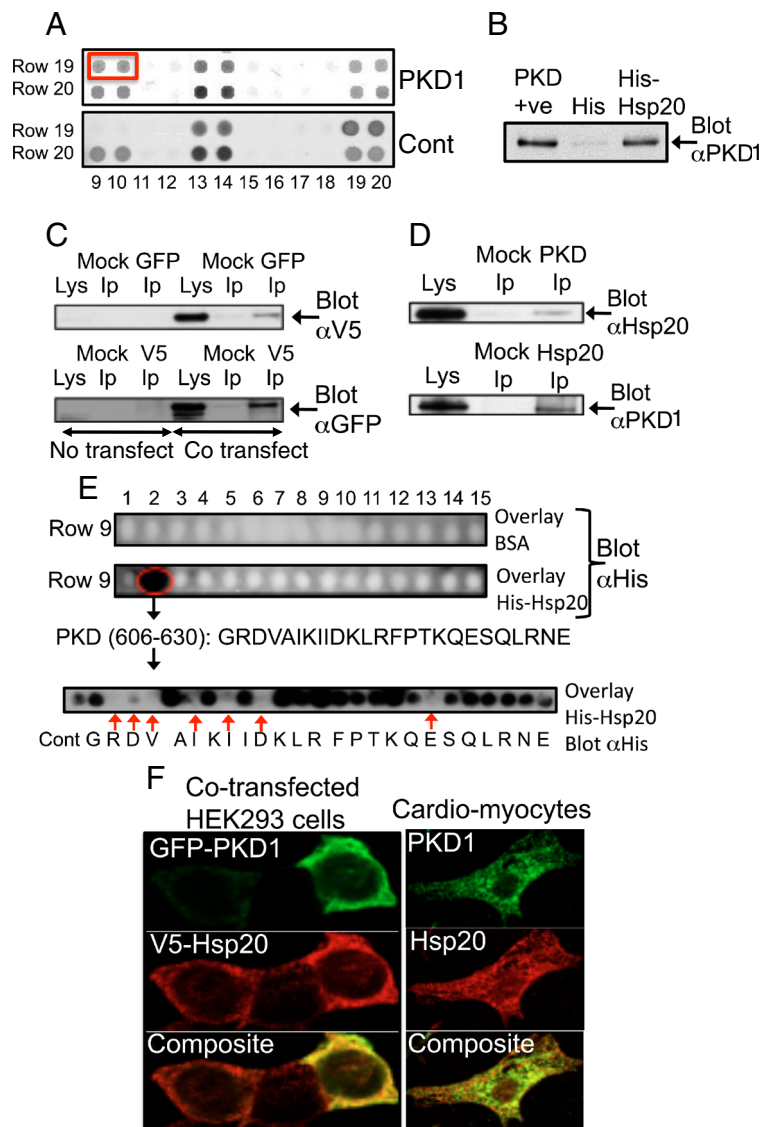 A
Row 19
Row 20
PKD1
Row 19
Row 20
Cont
9 10 11 12 13 14 15 16 17 18 19 20
B
PKD +ve
His
His-Hsp20
Blot
αPKD1
C
Mock GFP Mock GFP
Lys Ip Ip Lys Ip Ip
Blot
αV5
Mock V5 Mock V5
Lys Ip Ip Lys Ip Ip
Blot
αGFP
No transfect Co transfect
D
Mock PKD
Lys Ip Ip
Blot
αHsp20
Mock Hsp20
Lys Ip Ip
Blot
αPKD1
E
1 2 3 4 5 6 7 8 9 10 11 12 13 14 15
Row 9
Overlay
BSA
Row 9
Overlay
His-Hsp20
Blot
αHis
PKD (606-630): GRDVAIKIIDKLRFPTKQESQLRNE
Overlay
His-Hsp20
Blot αHis
Cont G R D V A I K I I D K L R F P T K Q E S Q L R N E
F
Co-transfected
HEK293 cells
Cardio-myocytes
GFP-PKD1
PKD1
V5-Hsp20
Hsp20
Composite
Composite